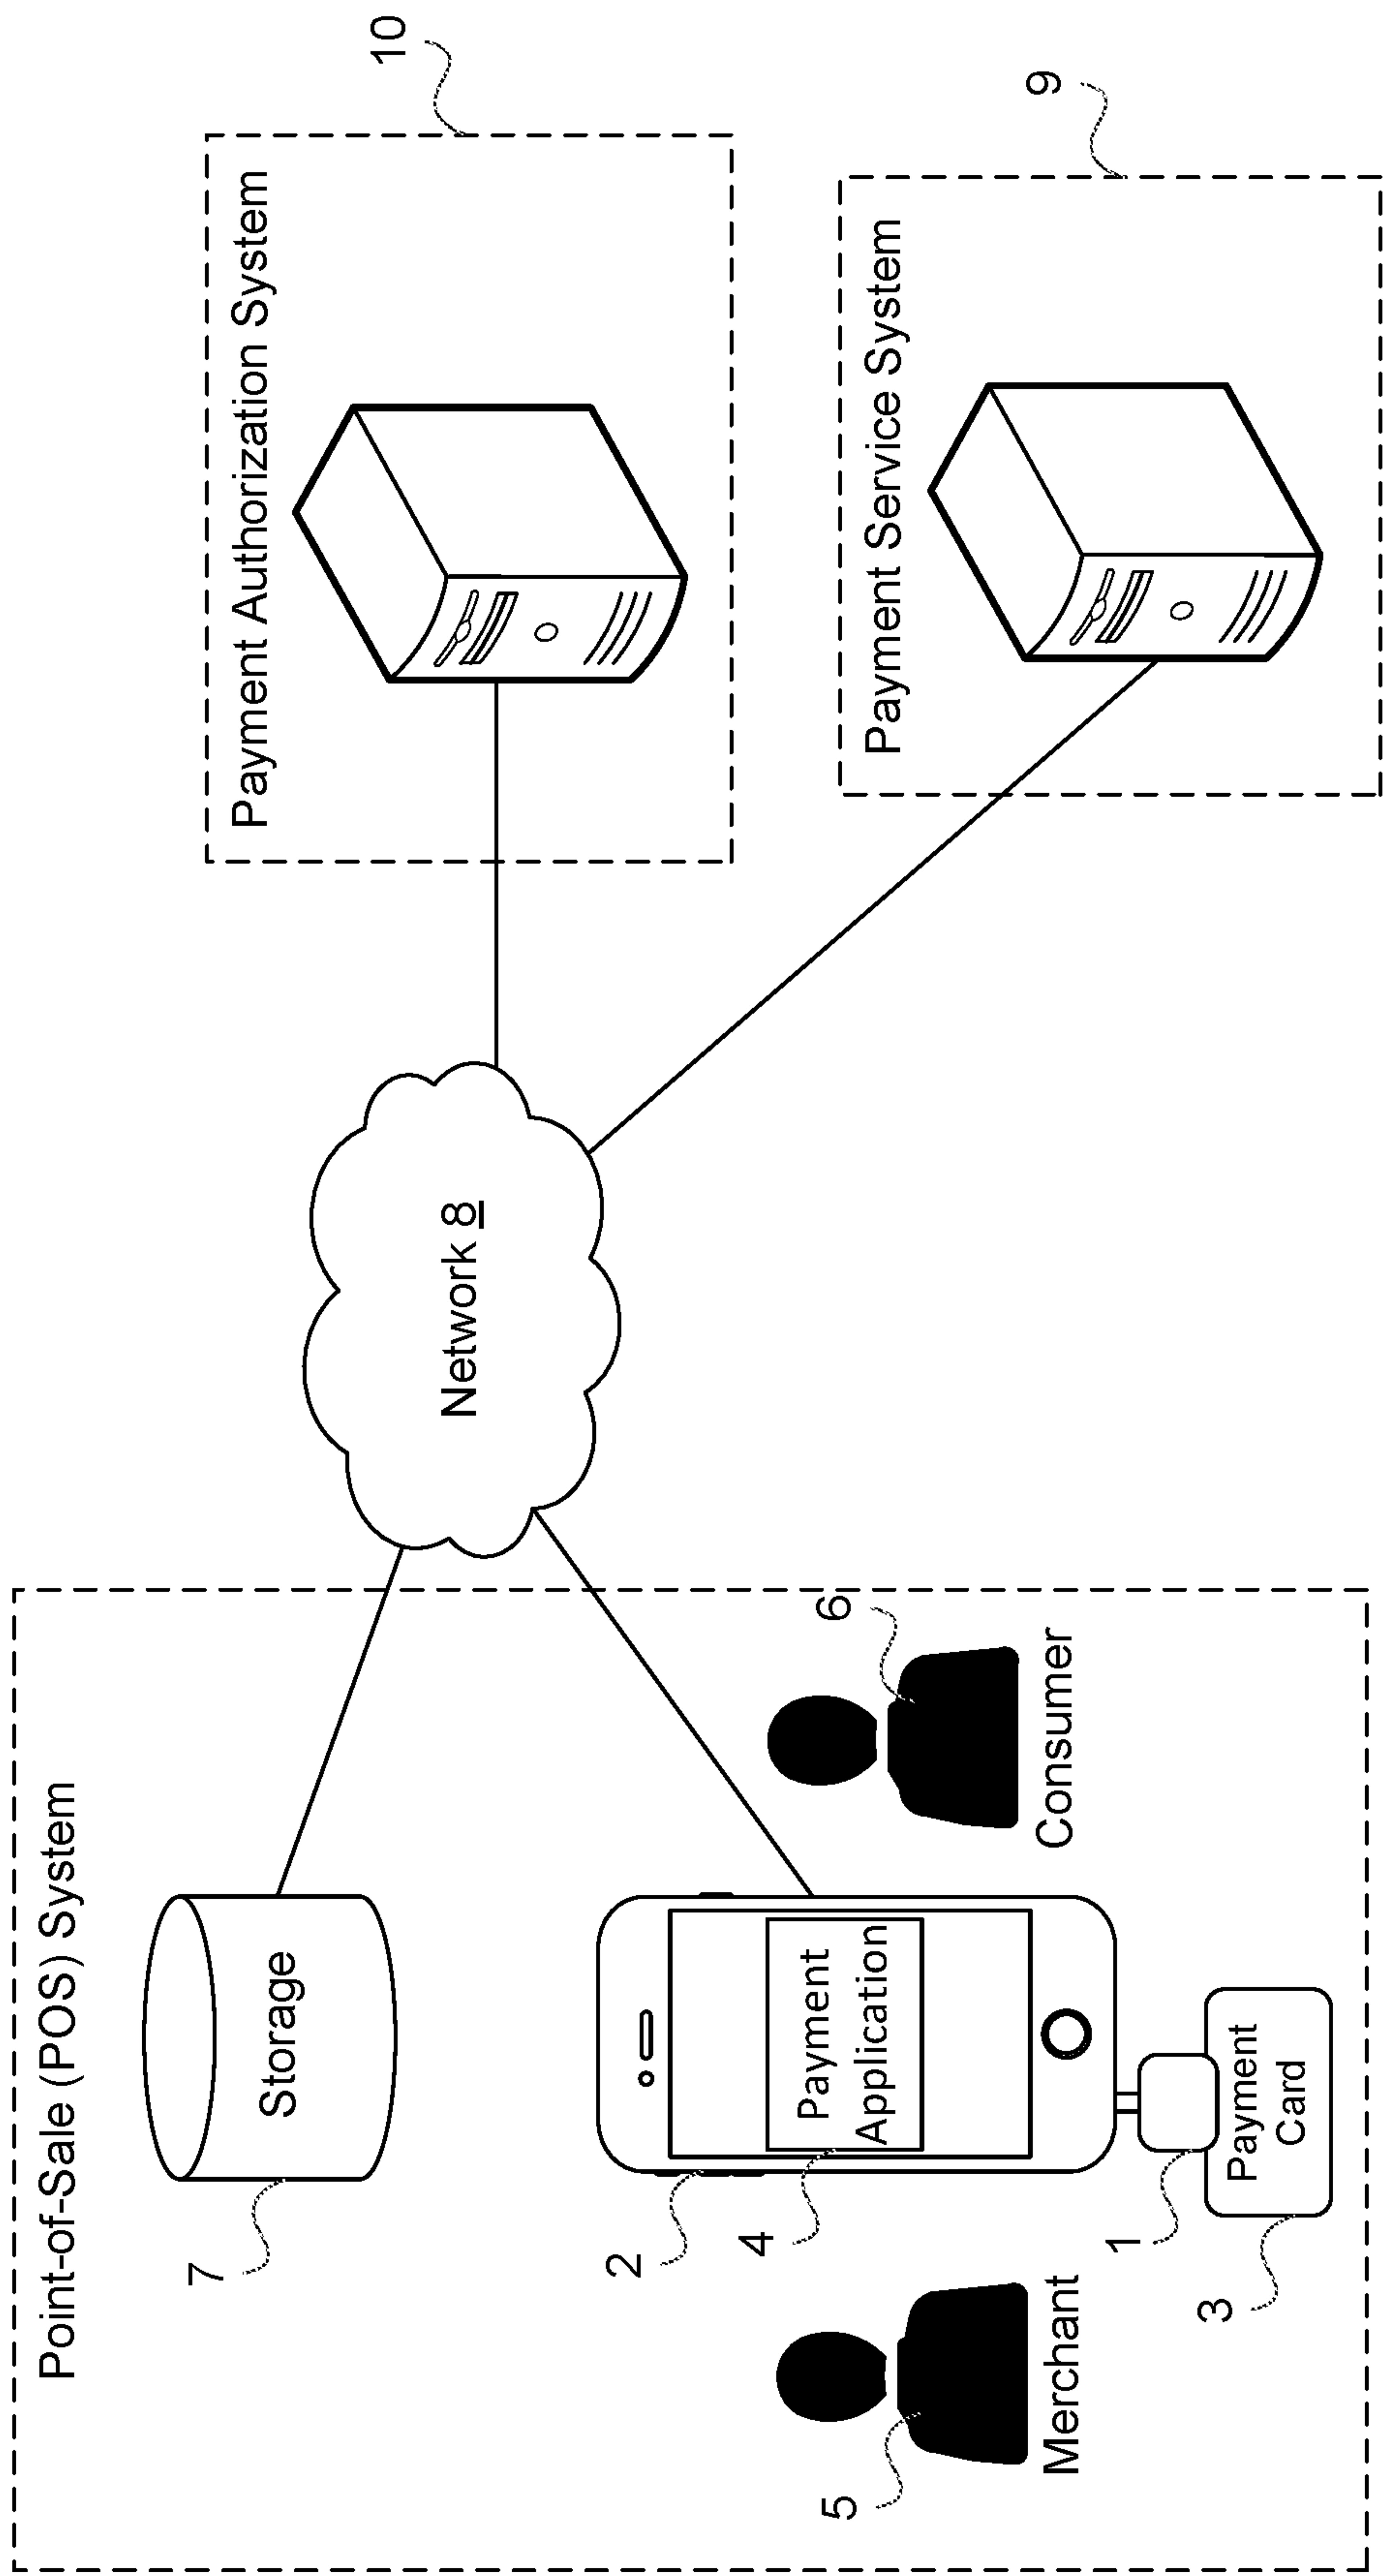 Point-of-Sale (POS) System
7
Storage
2
4
Payment
Application
5
Merchant
6
Consumer
1
3
Payment
Card
Network 8
Payment Authorization System
10
Payment Service System
9